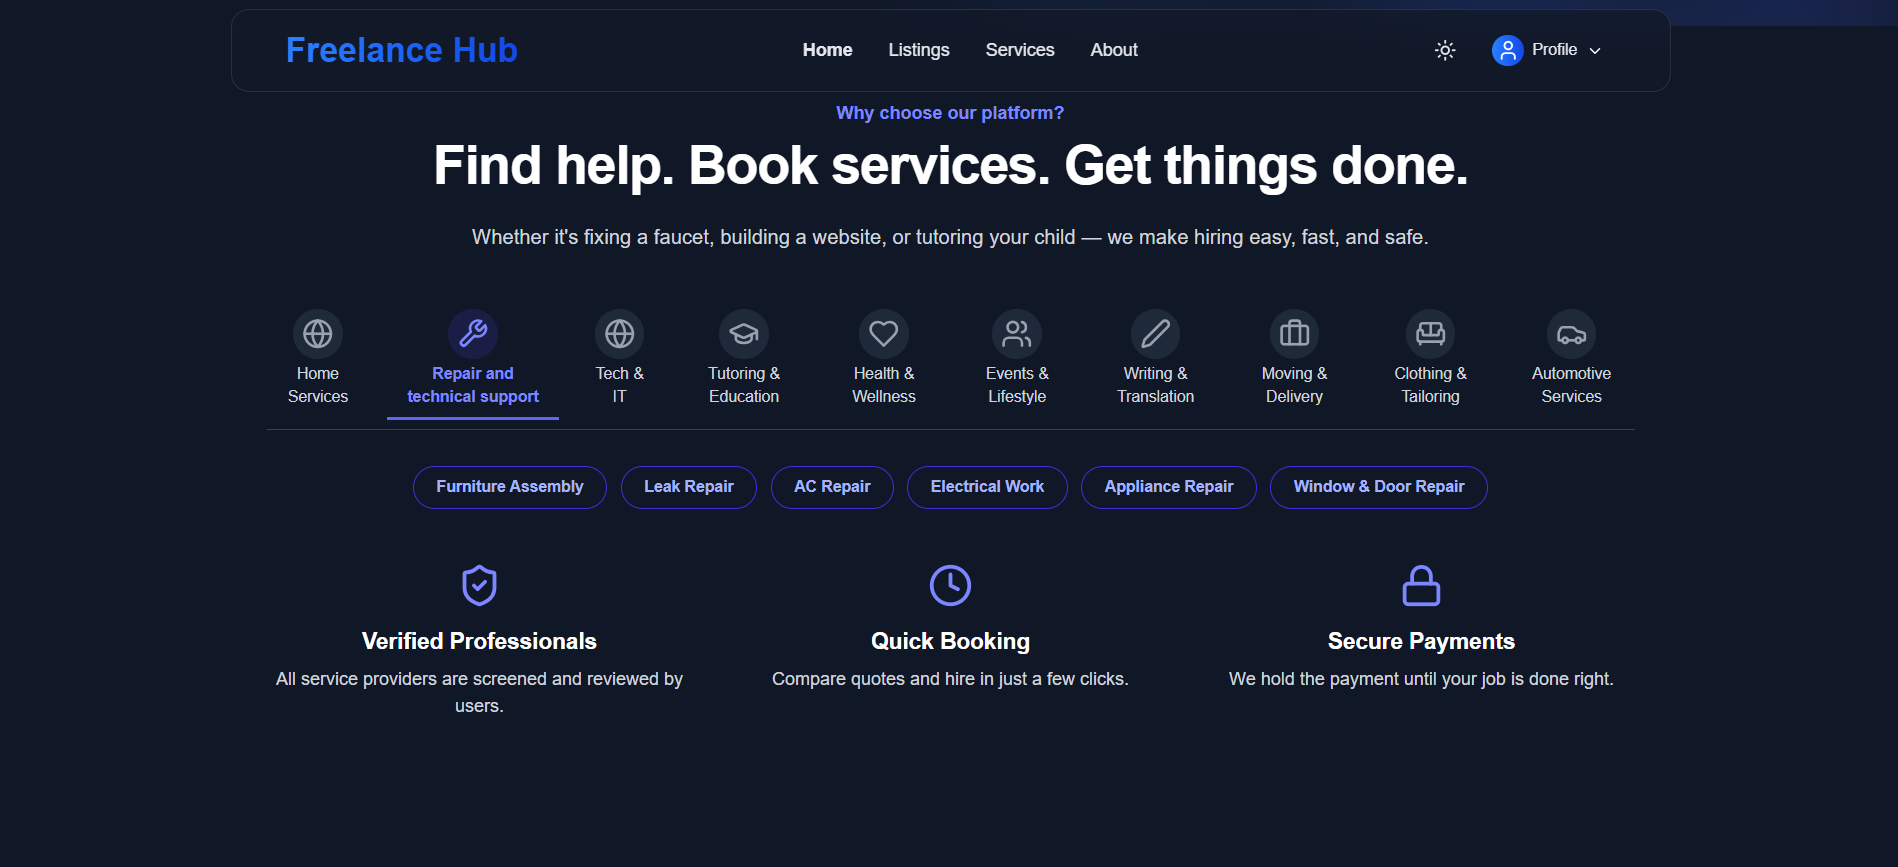 Freelance Hub
Home
Listings
Services
About
Profile
Why choose our platform?
Find help. Book services. Get things done.
Whether it's fixing a faucet, building a website, or tutoring your child — we make hiring easy, fast, and safe.
Home
Services
Repair and
technical support
Tech &
IT
Tutoring &
Education
Health &
Wellness
Events &
Lifestyle
Writing &
Translation
Moving &
Delivery
Clothing &
Tailoring
Automotive
Services
Furniture Assembly
Leak Repair
AC Repair
Electrical Work
Appliance Repair
Window & Door Repair
Verified Professionals
All service providers are screened and reviewed by
users.
Quick Booking
Compare quotes and hire in just a few clicks.
Secure Payments
We hold the payment until your job is done right.